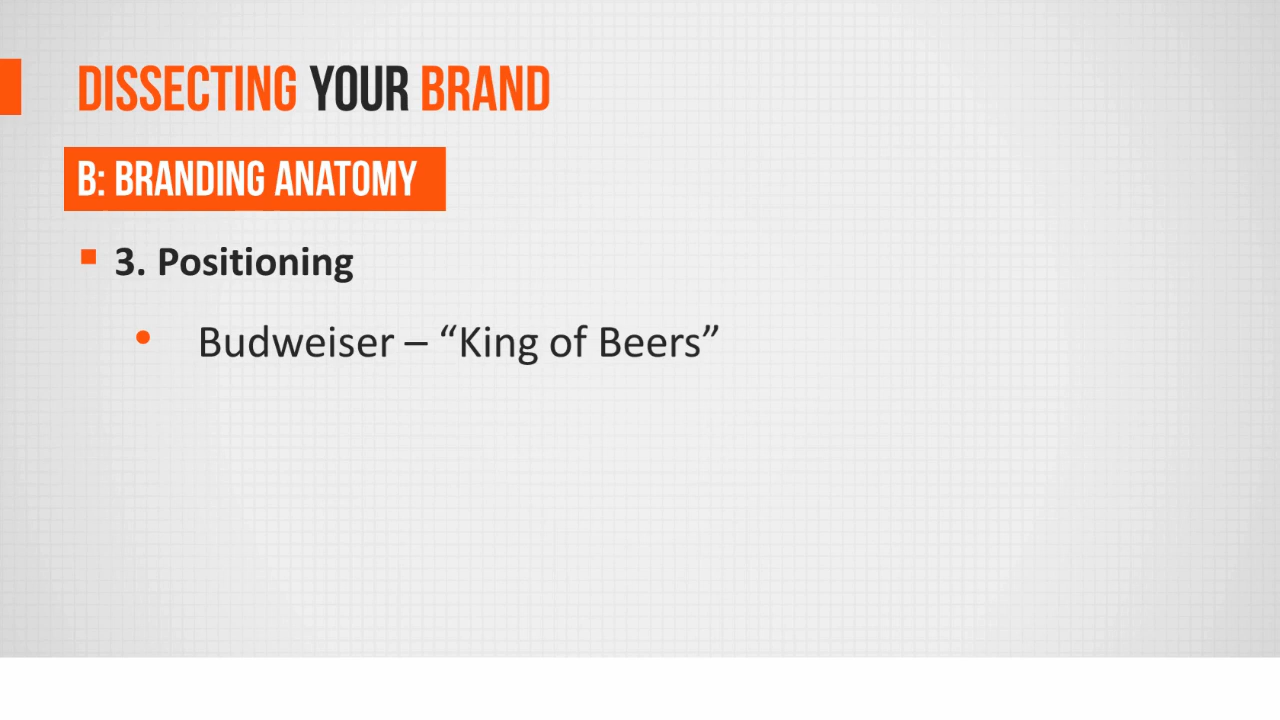 DISSECTING YOUR BRAND
B: BRANDING ANATOMY
3. Positioning
Budweiser – “King of Beers”